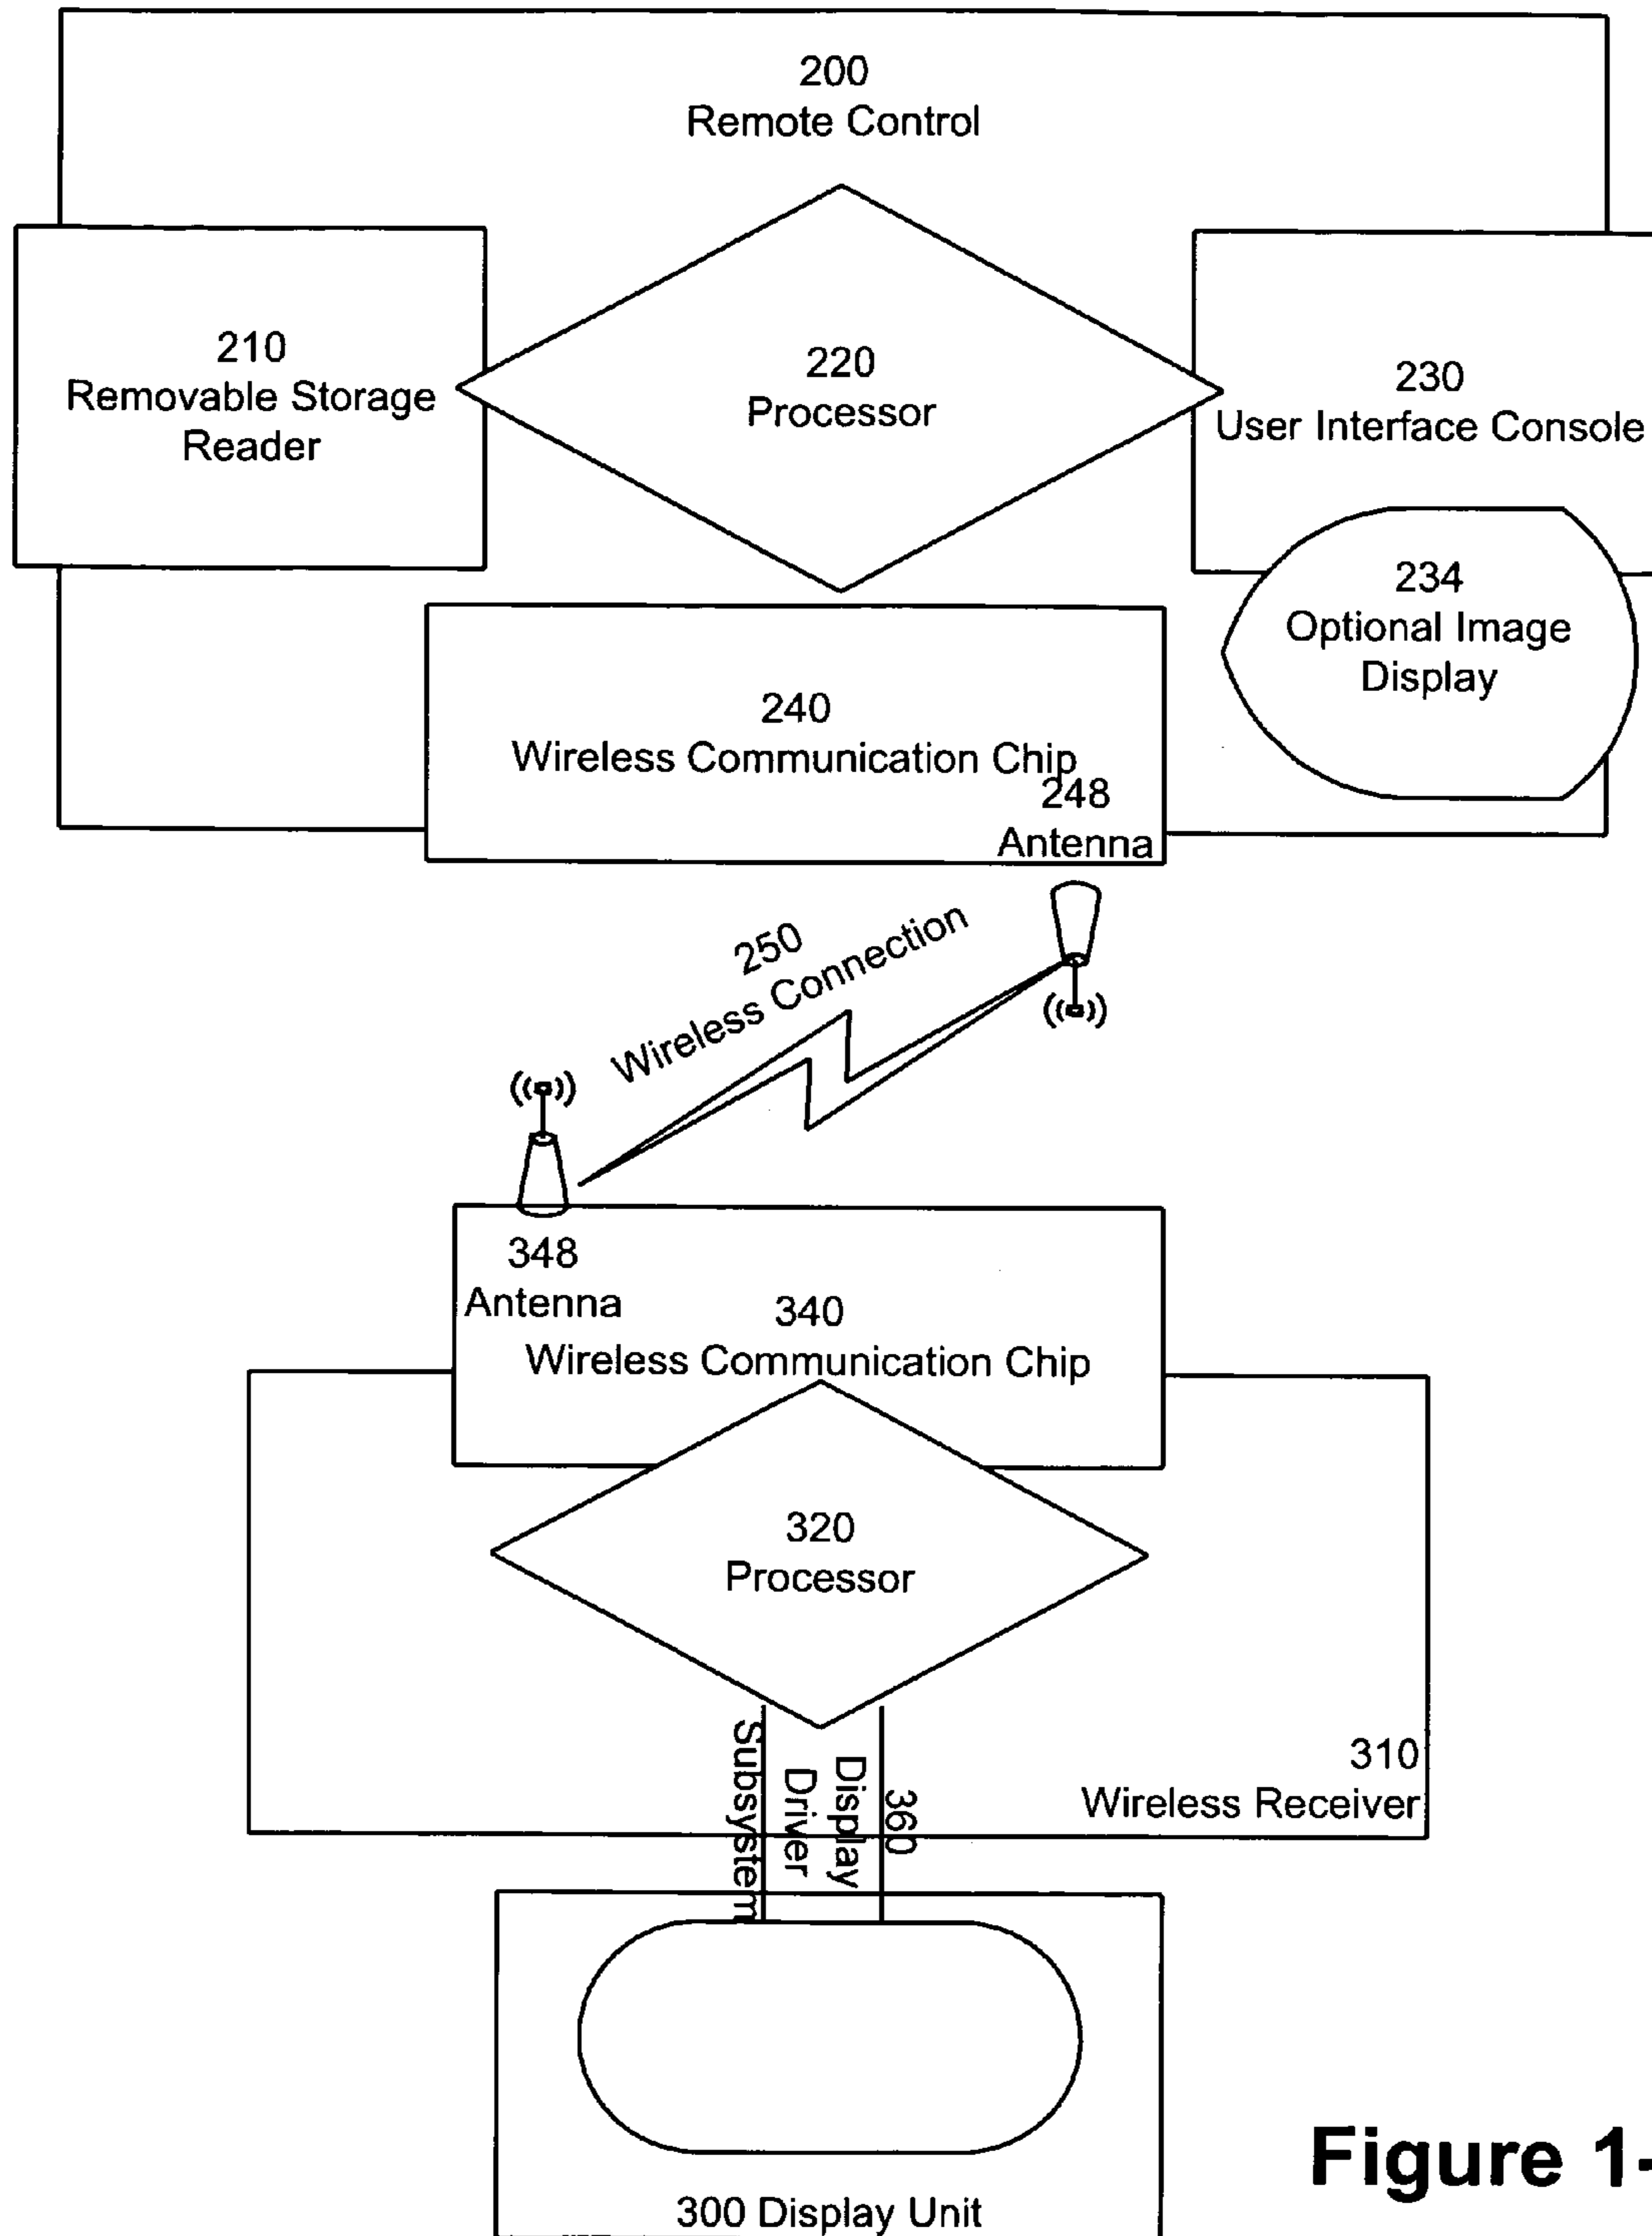 200
Remote Control
210
Removable Storage
Reader
220
Processor
230
User Interface Console
234
Optional Image
Display
240
Wireless Communication Chip
248
Antenna
250
Wireless Connection
348
Antenna
340
Wireless Communication Chip
320
Processor
310
Wireless Receiver
360
Display
Driver
Subsystem
300 Display Unit
Figure 1-